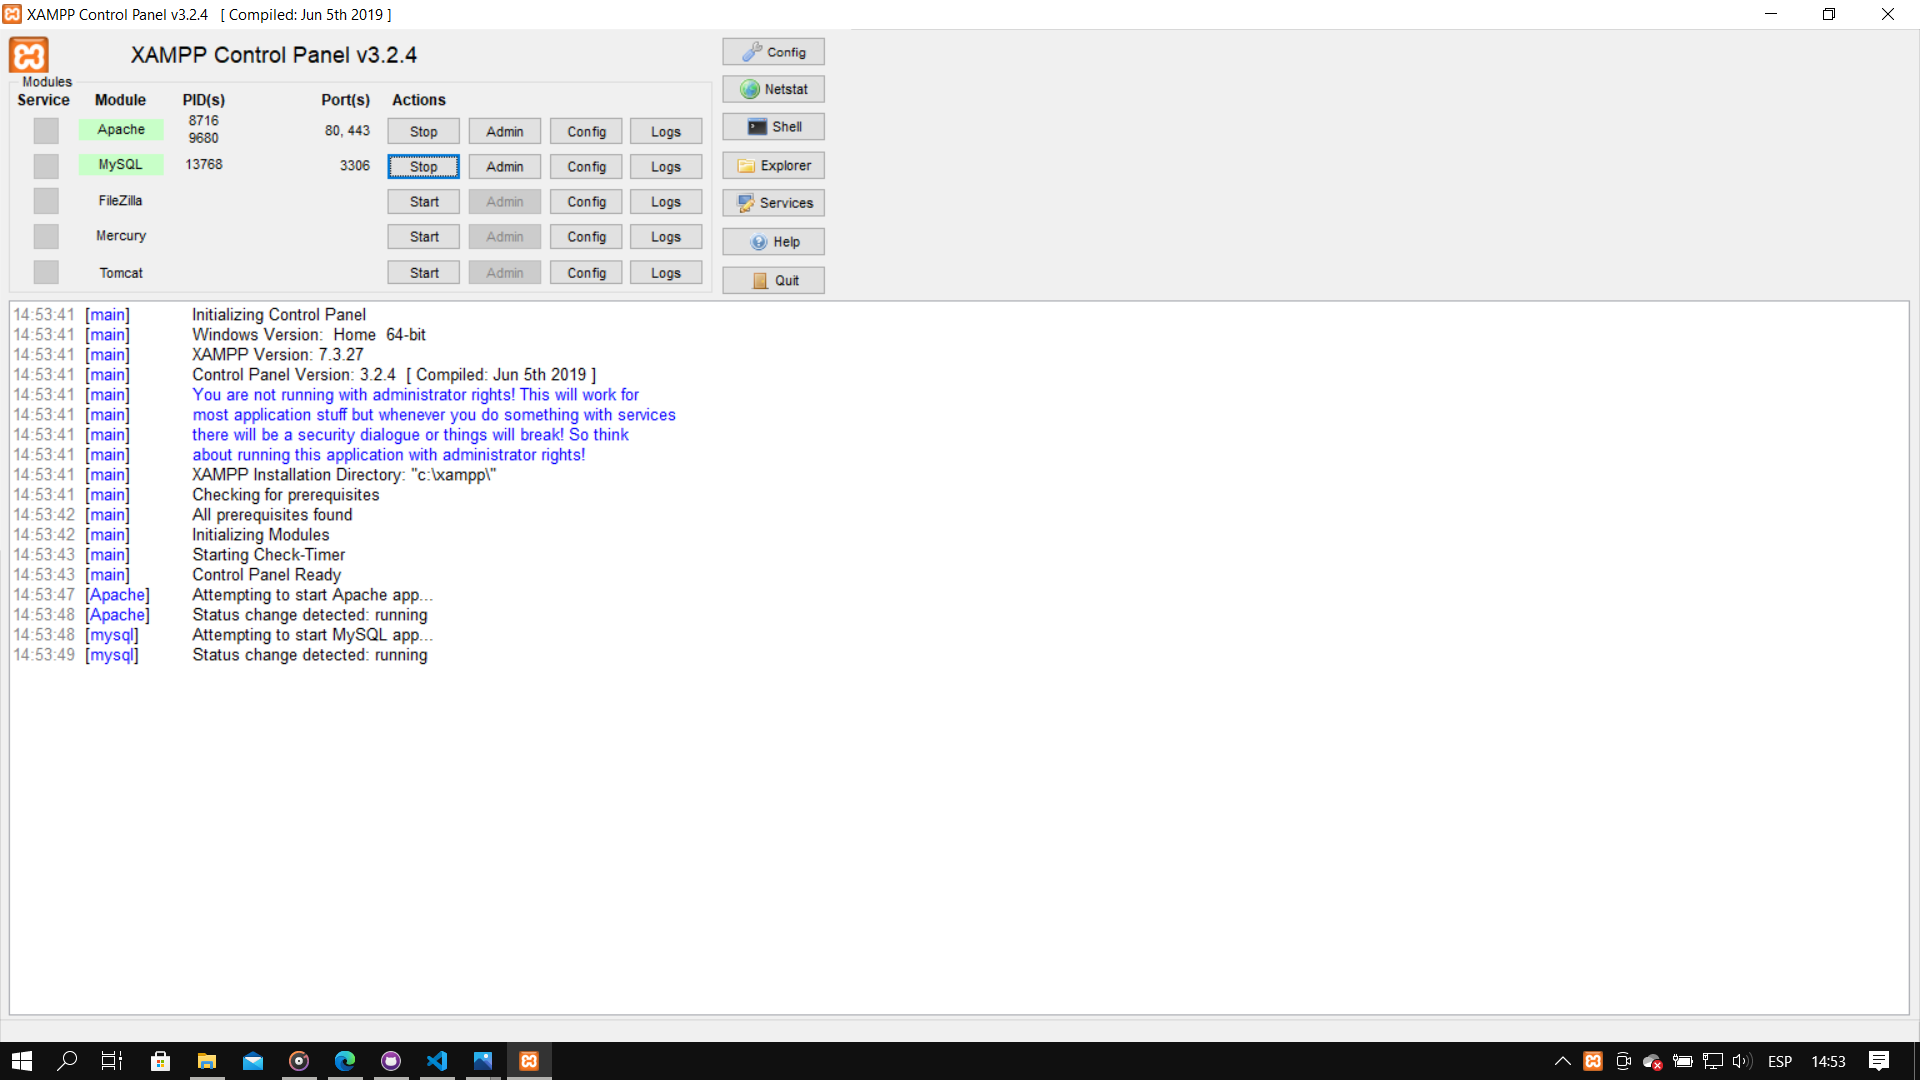 XAMPP Control Panel v3.2.4 [ Compiled: Jun 5th 2019 ]
XAMPP Control Panel v3.2.4
Modules
Service Module PID(s) Port(s) Actions
Apache 8716 9680 80, 443 Stop Admin Config Logs
MySQL 13768 3306 Stop Admin Config Logs
FileZilla Start Admin Config Logs
Mercury Start Admin Config Logs
Tomcat Start Admin Config Logs
Config
Netstat
Shell
Explorer
Services
Help
Quit
14:53:41 [main] Initializing Control Panel
14:53:41 [main] Windows Version: Home 64-bit
14:53:41 [main] XAMPP Version: 7.3.27
14:53:41 [main] Control Panel Version: 3.2.4 [ Compiled: Jun 5th 2019 ]
14:53:41 [main] You are not running with administrator rights! This will work for
14:53:41 [main] most application stuff but whenever you do something with services
14:53:41 [main] there will be a security dialogue or things will break! So think
14:53:41 [main] about running this application with administrator rights!
14:53:41 [main] XAMPP Installation Directory: "c:\xampp\"
14:53:41 [main] Checking for prerequisites
14:53:42 [main] All prerequisites found
14:53:42 [main] Initializing Modules
14:53:43 [main] Starting Check-Timer
14:53:43 [main] Control Panel Ready
14:53:47 [Apache] Attempting to start Apache app...
14:53:48 [Apache] Status change detected: running
14:53:48 [mysql] Attempting to start MySQL app...
14:53:49 [mysql] Status change detected: running
ESP 14:53